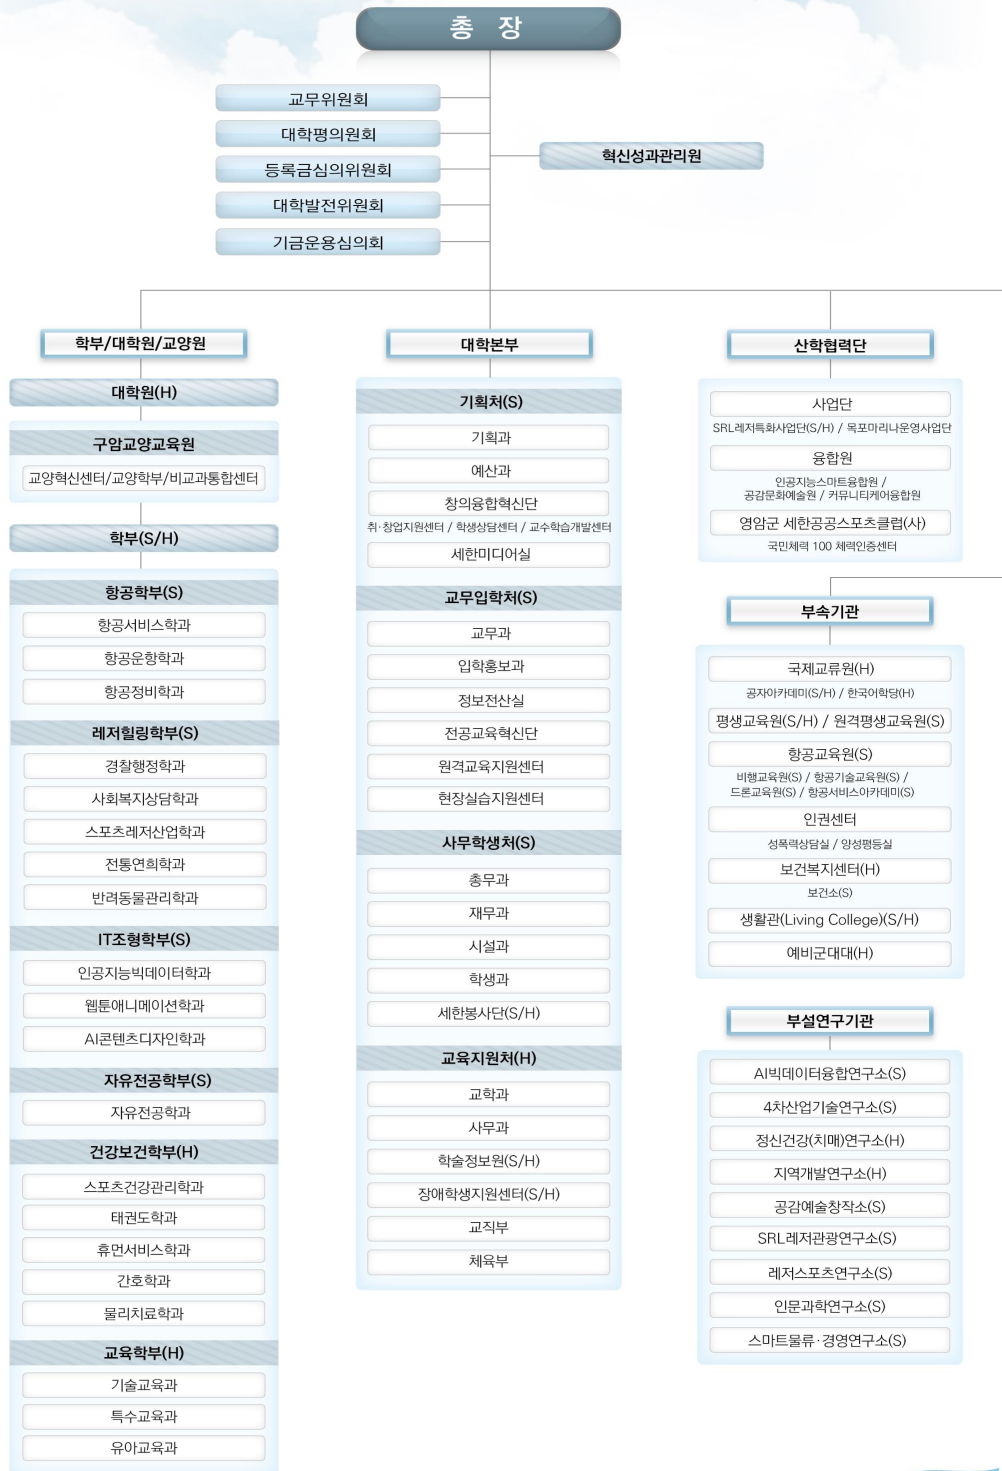 총 장
교무위원회
대학평의원회
등록금심의위원회
대학발전위원회
기금운용심의회
혁신성과관리원
학부/대학원/교양원
대학원(H)
구암교양교육원
교양혁신센터/교양학부/비교과통합센터
학부(S/H)
항공학부(S)
항공서비스학과
항공운항학과
항공정비학과
레저힐링학부(S)
경찰행정학과
사회복지상담학과
스포츠레저산업학과
전통연희학과
반려동물관리학과
IT조형학부(S)
인공지능빅데이터학과
웹툰애니메이션학과
AI콘텐츠디자인학과
자유전공학부(S)
자유전공학과
건강보건학부(H)
스포츠건강관리학과
태권도학과
휴먼서비스학과
간호학과
물리치료학과
교육학부(H)
기술교육과
특수교육과
유아교육과
대학본부
기획처(S)
기획과
예산과
창의융합혁신단
취·창업지원센터 / 학생상담센터 / 교수학습개발센터
세한미디어실
교무입학처(S)
교무과
입학홍보과
정보전산실
전공교육혁신단
원격교육지원센터
현장실습지원센터
사무학생처(S)
총무과
재무과
시설과
학생과
세한봉사단(S/H)
교육지원처(H)
교학과
사무과
학술정보원(S/H)
장애학생지원센터(S/H)
교직부
체육부
산학협력단
사업단
SRL레저특화사업단(S/H) / 목포마리나운영사업단
융합원
인공지능스마트융합원 /
공감문화예술원 / 커뮤니티케어융합원
영암군 세한공공스포츠클럽(사)
국민체력 100 체력인증센터
부속기관
국제교류원(H)
공자아카데미(S/H) / 한국어학당(H)
평생교육원(S/H) / 원격평생교육원(S)
항공교육원(S)
비행교육원(S) / 항공기술교육원(S) /
드론교육원(S) / 항공서비스아카데미(S)
인권센터
성폭력상담실 / 양성평등실
보건복지센터(H)
보건소(S)
생활관(Living College)(S/H)
예비군대대(H)
부설연구기관
AI빅데이터융합연구소(S)
4차산업기술연구소(S)
정신건강(치매)연구소(H)
지역개발연구소(H)
공감예술창작소(S)
SRL레저관광연구소(S)
레저스포츠연구소(S)
인문과학연구소(S)
스마트물류·경영연구소(S)